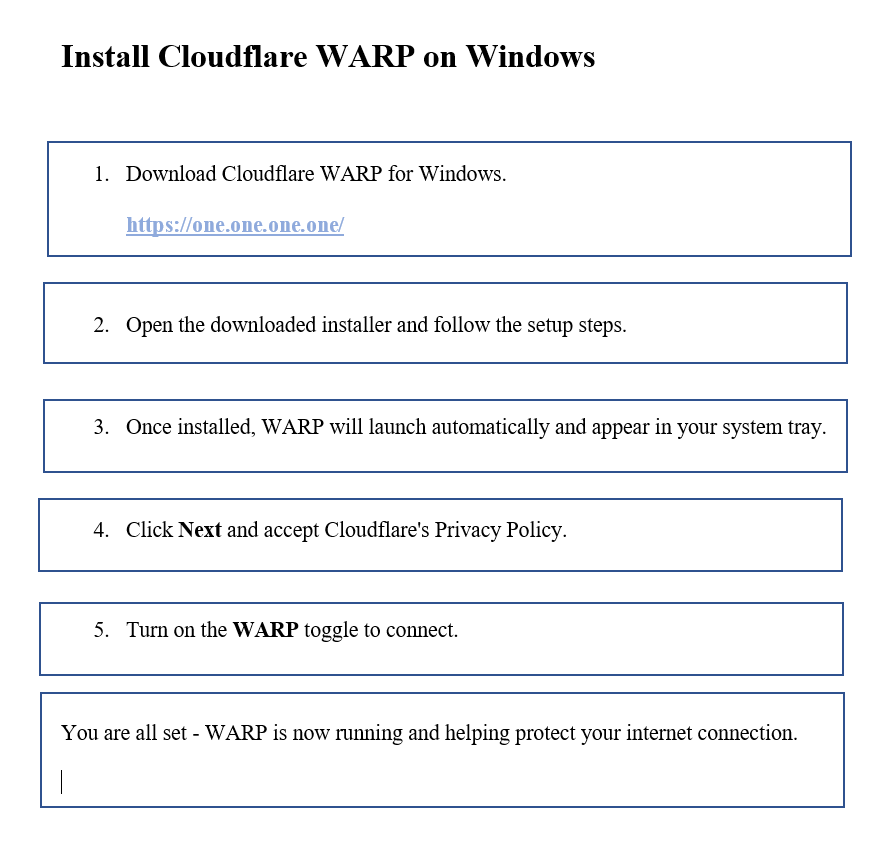 Install Cloudflare WARP on Windows
1. Download Cloudflare WARP for Windows.
https://one.one.one.one/
2. Open the downloaded installer and follow the setup steps.
3. Once installed, WARP will launch automatically and appear in your system tray.
4. Click Next and accept Cloudflare's Privacy Policy.
5. Turn on the WARP toggle to connect.
You are all set - WARP is now running and helping protect your internet connection.